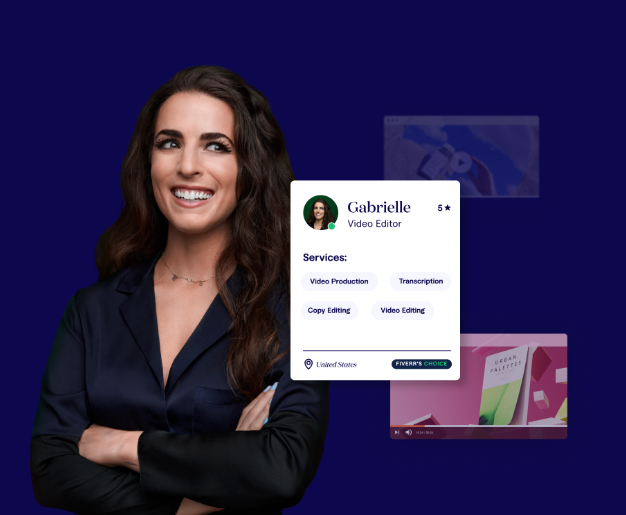 Gabrielle
5 ★
Video Editor
Services:
Video Production
Transcription
Copy Editing
Video Editing
United States
FIVERR'S CHOICE
URBAN
PALETTES